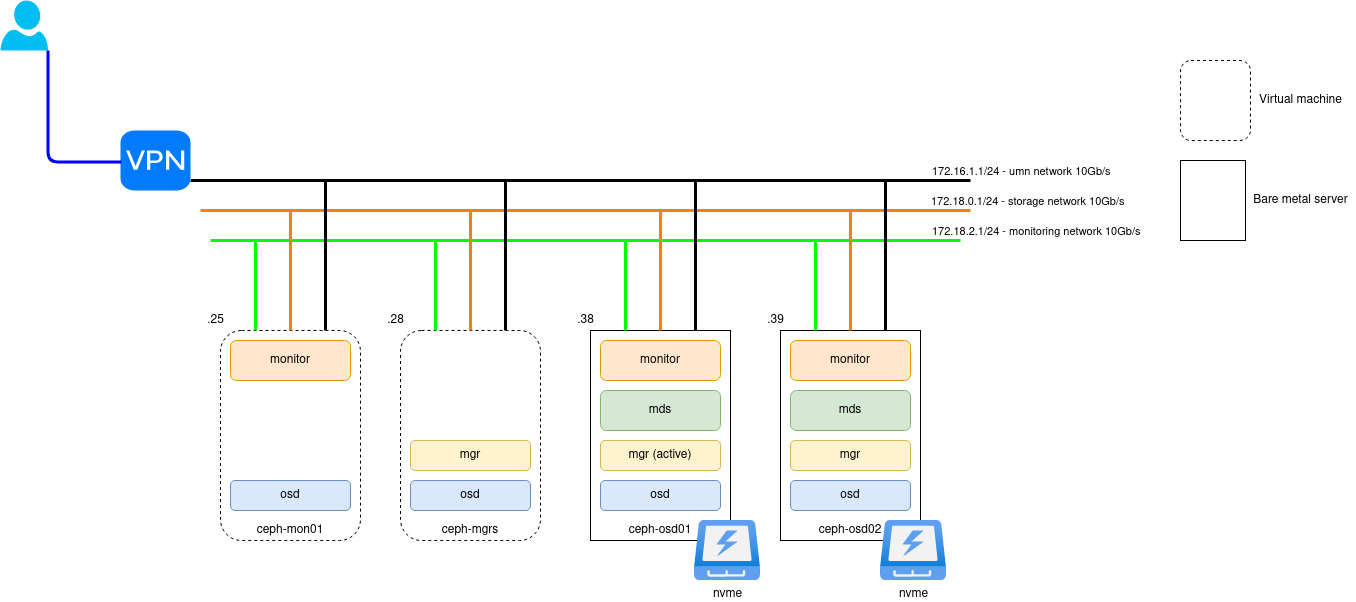 VPN
172.16.1.1/24 - umn network 10Gb/s
172.18.0.1/24 - storage network 10Gb/s
172.18.2.1/24 - monitoring network 10Gb/s
Virtual machine
Bare metal server
.25
monitor
osd
ceph-mon01
.28
mgr
osd
ceph-mgrs
.38
monitor
mds
mgr (active)
osd
ceph-osd01
nvme
.39
monitor
mds
mgr
osd
ceph-osd02
nvme